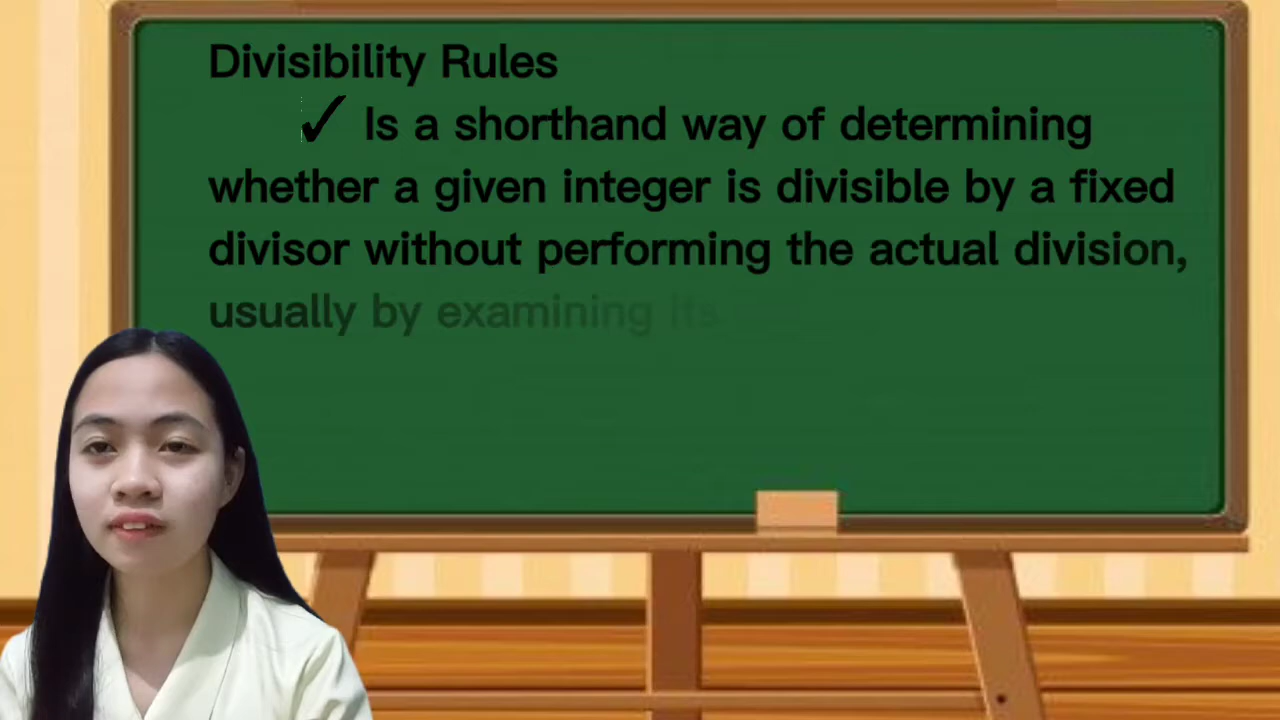 Divisibility Rules
✓ Is a shorthand way of determining
whether a given integer is divisible by a fixed
divisor without performing the actual division,
usually by examining its